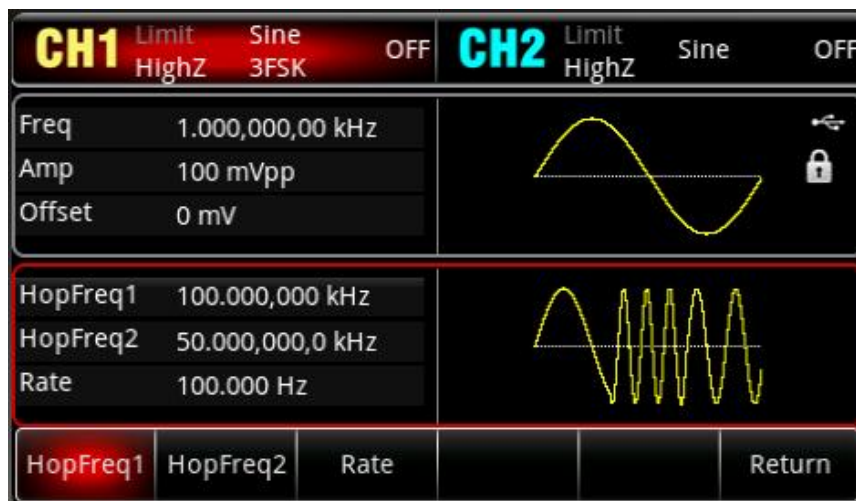 CH1 Limit Sine OFF CH2 Limit Sine OFF
HighZ 3FSK HighZ
Freq 1.000,000,00 kHz
Amp 100 mVpp
Offset 0 mV
HopFreq1 100.000,000 kHz
HopFreq2 50.000,000,0 kHz
Rate 100.000 Hz
HopFreq1 HopFreq2 Rate Return